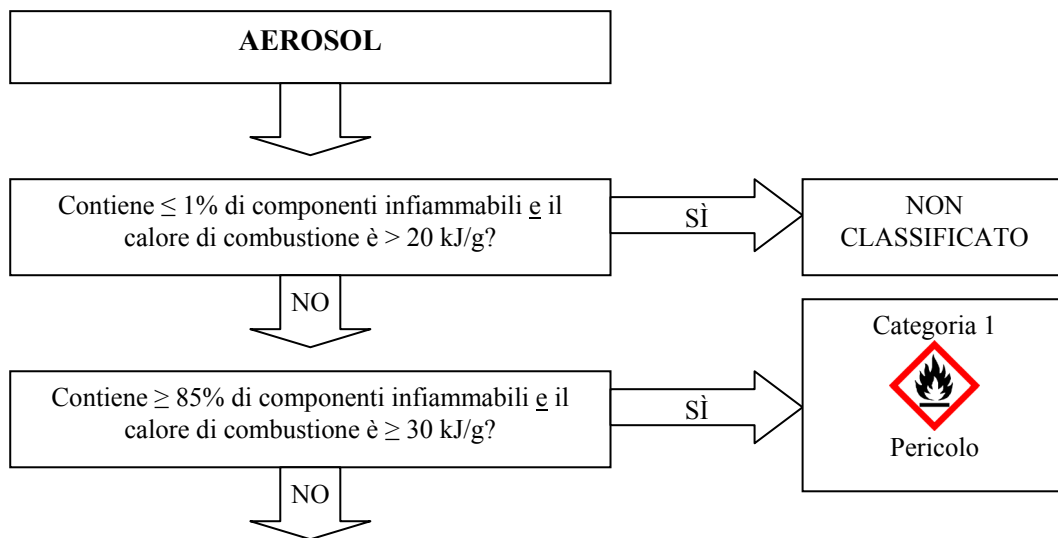 AEROSOL
Contiene ≤ 1% di componenti infiammabili e il
calore di combustione è > 20 kJ/g?
SÌ
NON
CLASSIFICATO
NO
Contiene ≥ 85% di componenti infiammabili e il
calore di combustione è ≥ 30 kJ/g?
SÌ
Categoria 1
Pericolo
NO